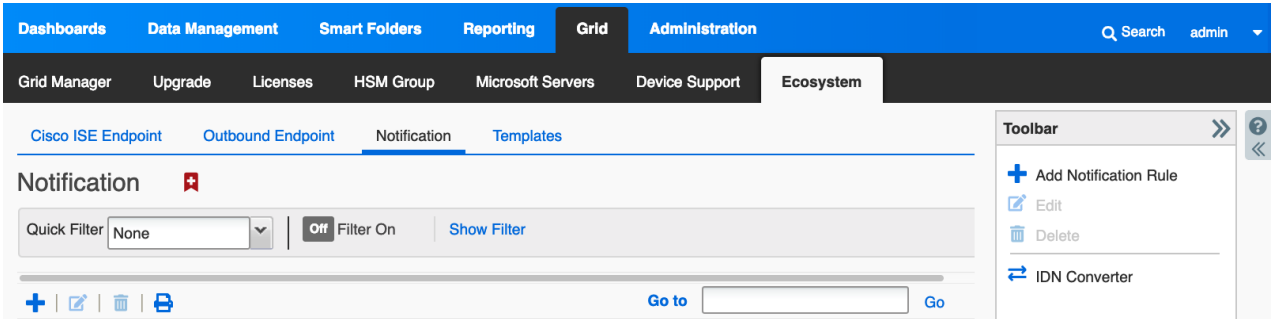 Dashboards Data Management Smart Folders Reporting Grid Administration Search admin
Grid Manager Upgrade Licenses HSM Group Microsoft Servers Device Support Ecosystem
Cisco ISE Endpoint Outbound Endpoint Notification Templates
Notification
Quick Filter None Off Filter On Show Filter
Go to Go
Toolbar
Add Notification Rule
Edit
Delete
IDN Converter